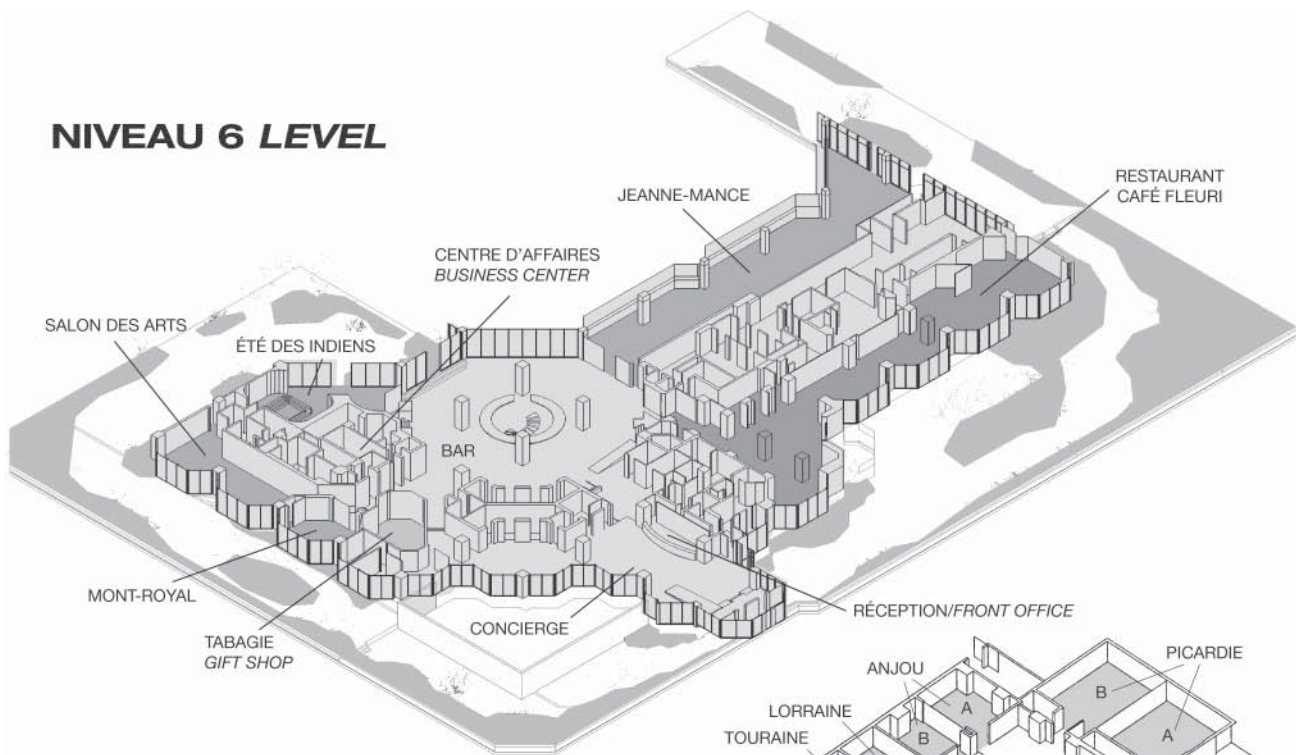 NIVEAU 6 LEVEL
JEANNE-MANCE
RESTAURANT
CAFÉ FLEURI
CENTRE D'AFFAIRES
BUSINESS CENTER
SALON DES ARTS
ÉTÉ DES INDIENS
BAR
MONT-ROYAL
TABAGIE
GIFT SHOP
CONCIERGE
RÉCEPTION/FRONT OFFICE
PICARDIE
ANJOU
B
A
LORRAINE
B
A
TOURAINE